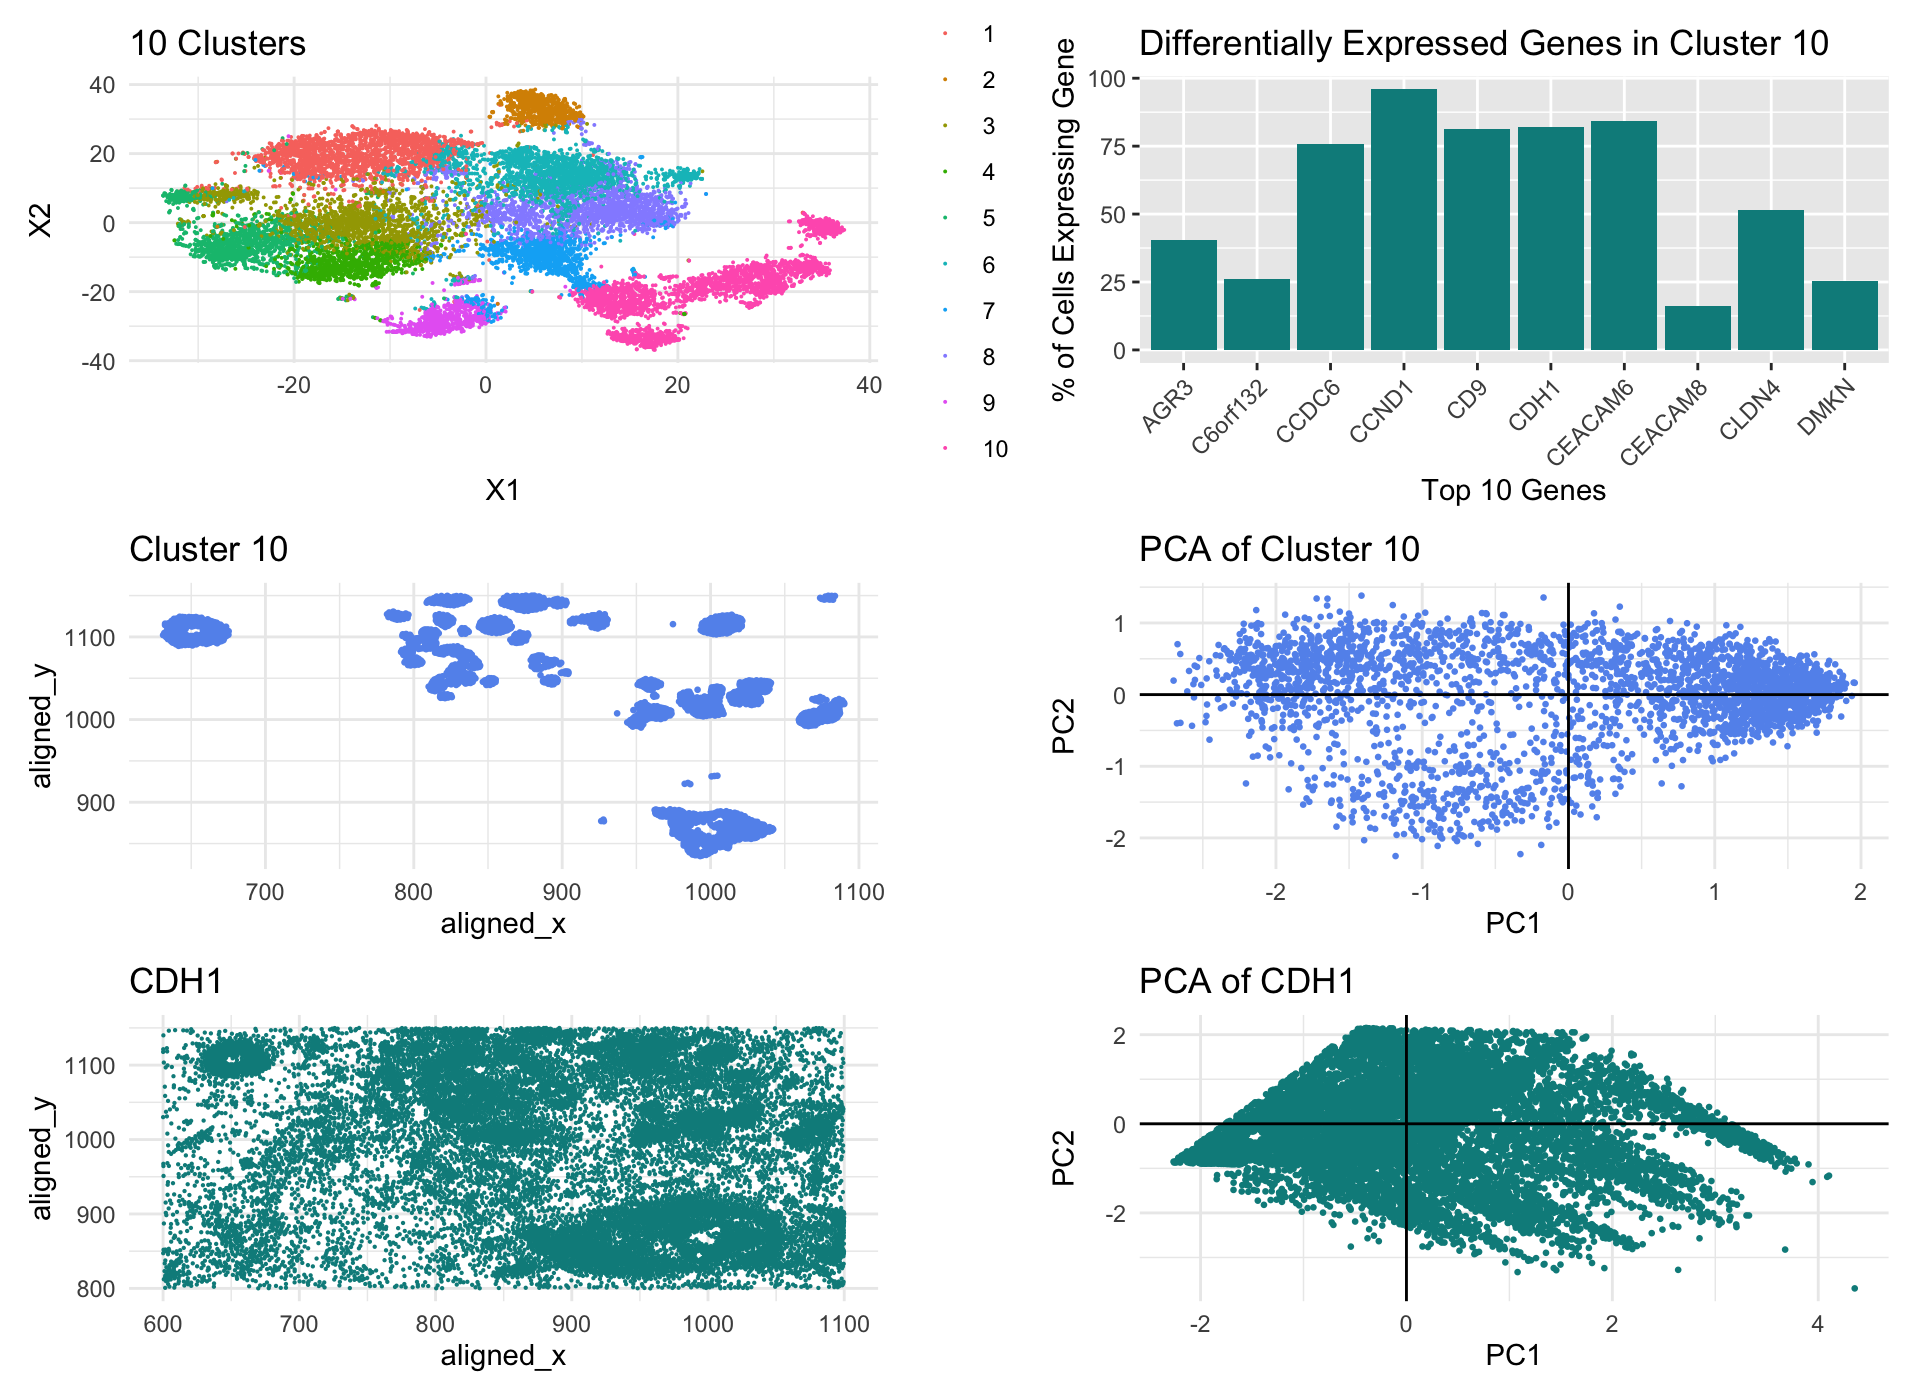 10 Clusters
X2
40
20
0
-20
-40
-20
0
20
40
X1
1
2
3
4
5
6
7
8
9
10
Differentially Expressed Genes in Cluster 10
% of Cells Expressing Gene
100
75
50
25
0
AGR3
C6orf132
CCDC6
CCND1
CD9
CDH1
CEACAM6
CEACAM8
CLDN4
DMKN
Top 10 Genes
Cluster 10
aligned_y
1100
1000
900
700
800
900
1000
1100
aligned_x
PCA of Cluster 10
PC2
1
0
-1
-2
-2
-1
0
1
2
PC1
CDH1
aligned_y
1100
1000
900
800
600
700
800
900
1000
1100
aligned_x
PCA of CDH1
PC2
2
0
-2
-2
0
2
4
PC1